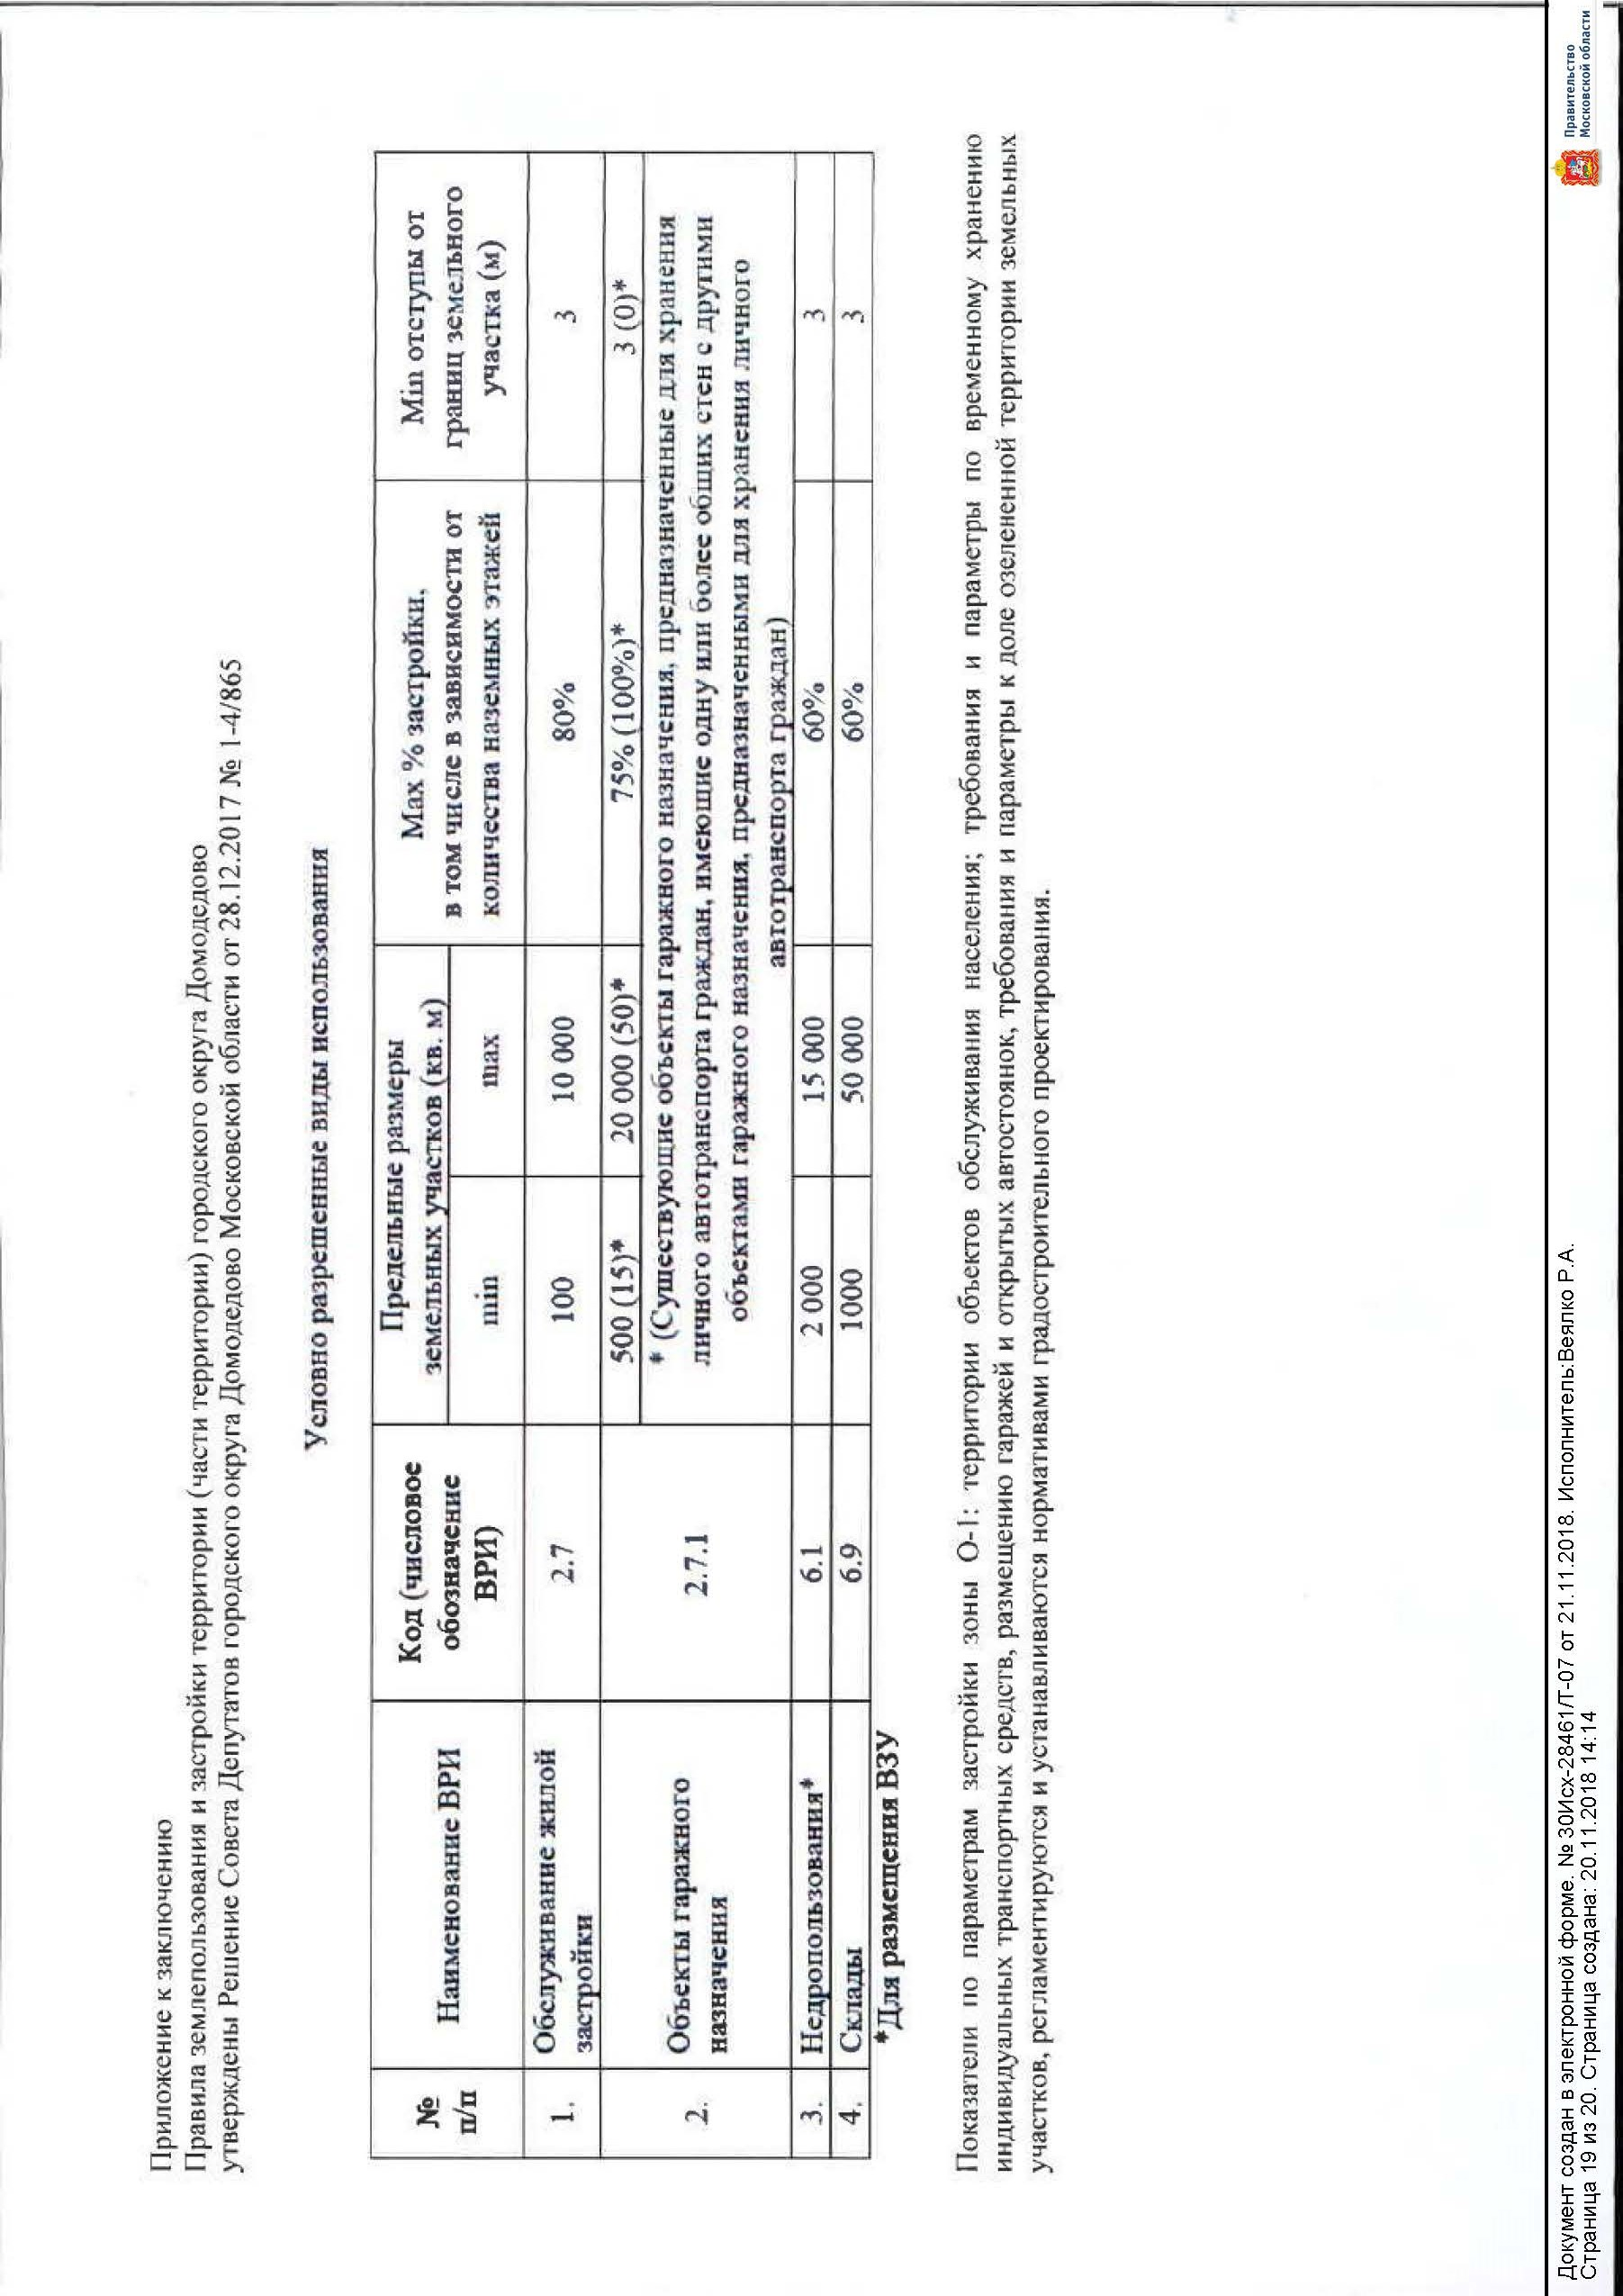 Приложение к заключению
Правила землепользования и застройки территории (части территории) городского округа Домодедово
утверждены Решение Совета Депутатов городского округа Домодедово Московской области от 28.12.2017 № 1-4/865
Условно разрешенные виды использования
№ п/п
Наименование ВРИ
Код (числовое
обозначение
ВРИ)
Предельные размеры
земельных участков (кв. м)
min
max
Max % застройки,
в том числе в зависимости от
количества наземных этажей
Min отступы от
границ земельного
участка (м)
1. Обслуживание жилой
застройки
2.7 100 10 000 80% 3
2. Объекты гаражного
назначения
2.7.1
500 (15)* 20 000 (50)* 75% (100%)* 3 (0)*
* (Существующие объекты гаражного назначения, предназначенные для хранения
личного автотранспорта граждан, имеющие одну или более общих стен с другими
объектами гаражного назначения, предназначенными для хранения личного
автотранспорта граждан)
3. Недропользования* 6.1 2 000 15 000 60% 3
4. Склады 6.9 1000 50 000 60% 3
*Для размещения ВЗУ
Показатели по параметрам застройки зоны О-1: территории объектов обслуживания населения; требования и параметры по временному хранению
индивидуальных транспортных средств, размещению гаражей и открытых автостоянок, требования и параметры к доле озелененной территории земельных
участков, регламентируются и устанавливаются нормативами градостроительного проектирования.
Документ создан в электронной форме. № 30Исх-28461/Т-07 от 21.11.2018. Исполнитель:Веялко Р.А.
Страница 19 из 20. Страница создана: 20.11.2018 14:14
Правительство
Московской области